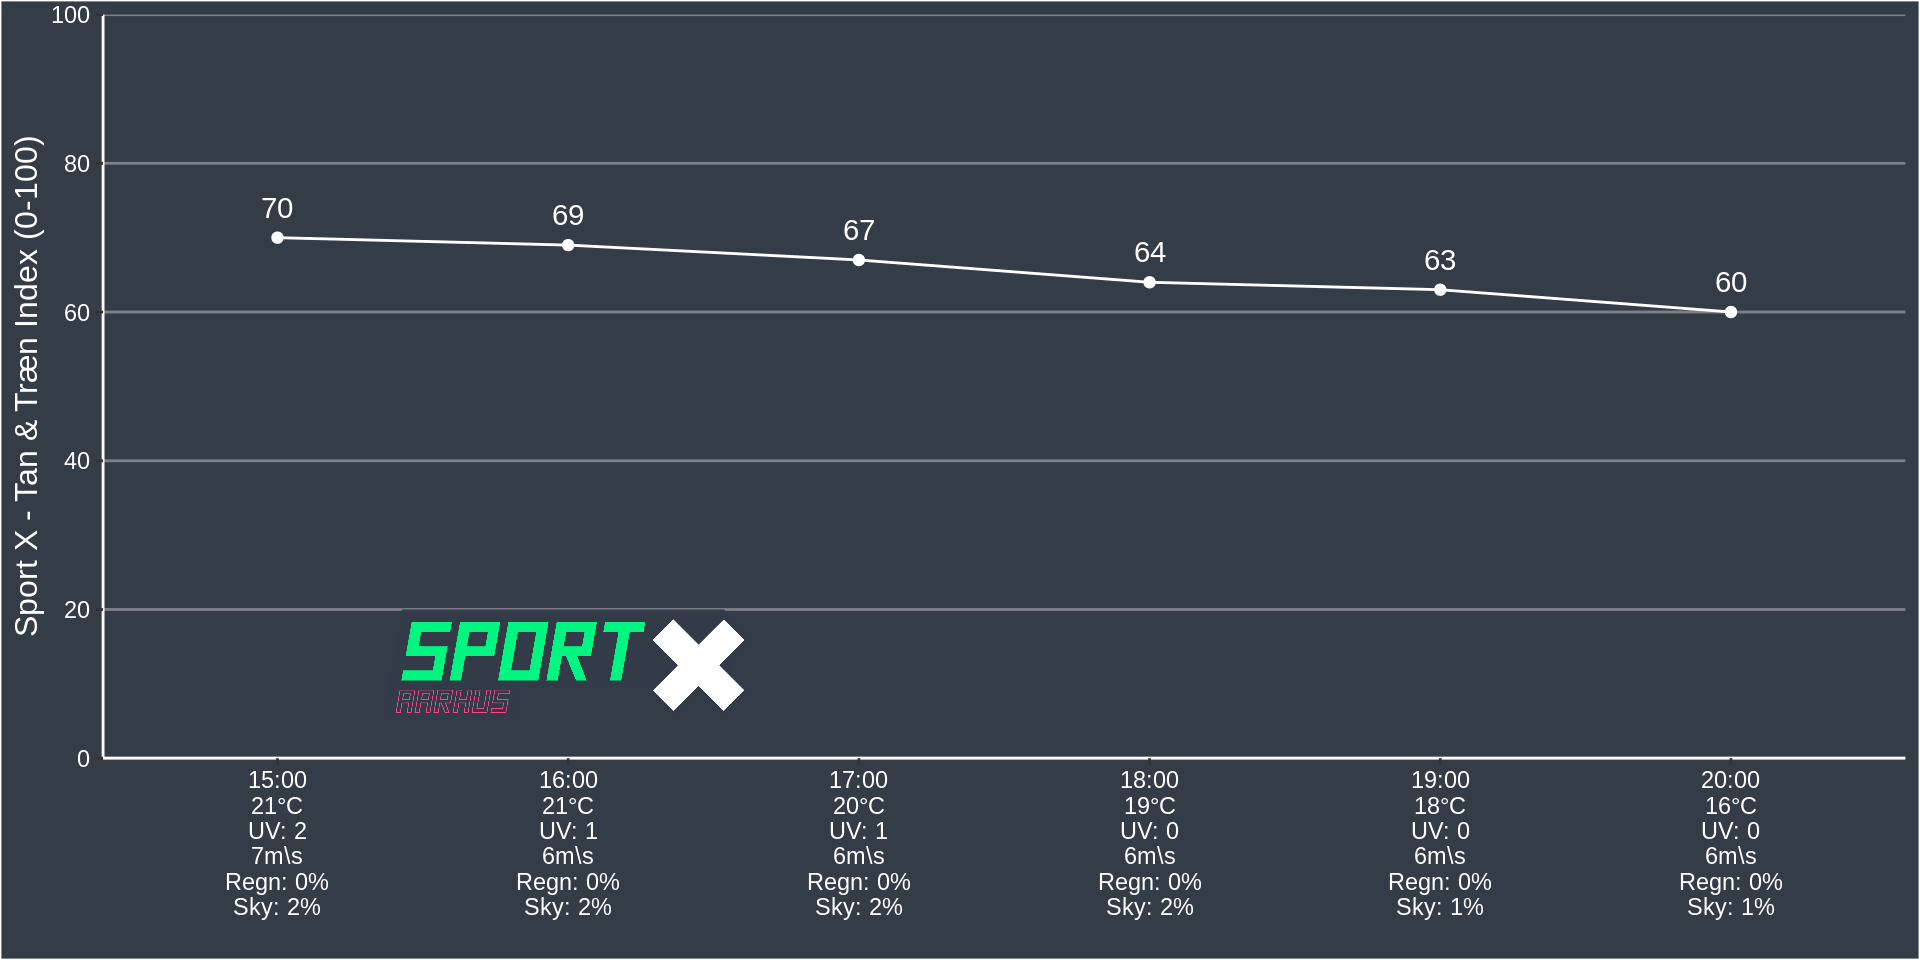 Sport X - Tan & Træn Index (0-100)
100
80
60
40
20
0
70
69
67
64
63
60
SPORT X
AARHUS
15:00
21°C
UV: 2
7m\s
Regn: 0%
Sky: 2%
16:00
21°C
UV: 1
6m\s
Regn: 0%
Sky: 2%
17:00
20°C
UV: 1
6m\s
Regn: 0%
Sky: 2%
18:00
19°C
UV: 0
6m\s
Regn: 0%
Sky: 2%
19:00
18°C
UV: 0
6m\s
Regn: 0%
Sky: 1%
20:00
16°C
UV: 0
6m\s
Regn: 0%
Sky: 1%